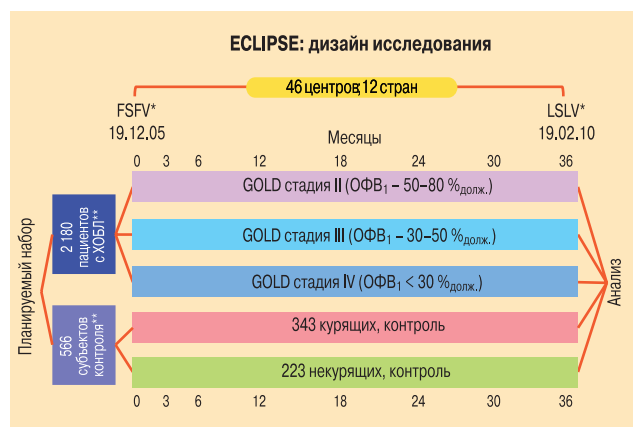 ECLIPSE: дизайн исследования
46 центров; 12 стран
FSFV*
19.12.05
LSLV*
19.02.10
Месяцы
0 3 6 12 18 24 30 36
Планируемый набор
2 180
пациентов
с ХОБЛ**
GOLD стадия II (ОФВ₁ – 50–80 %долж.)
GOLD стадия III (ОФВ₁ – 30–50 %долж.)
GOLD стадия IV (ОФВ₁ < 30 %долж.)
566
субъектов
контроля**
343 курящих, контроль
223 некурящих, контроль
Анализ
0 3 6 12 18 24 30 36